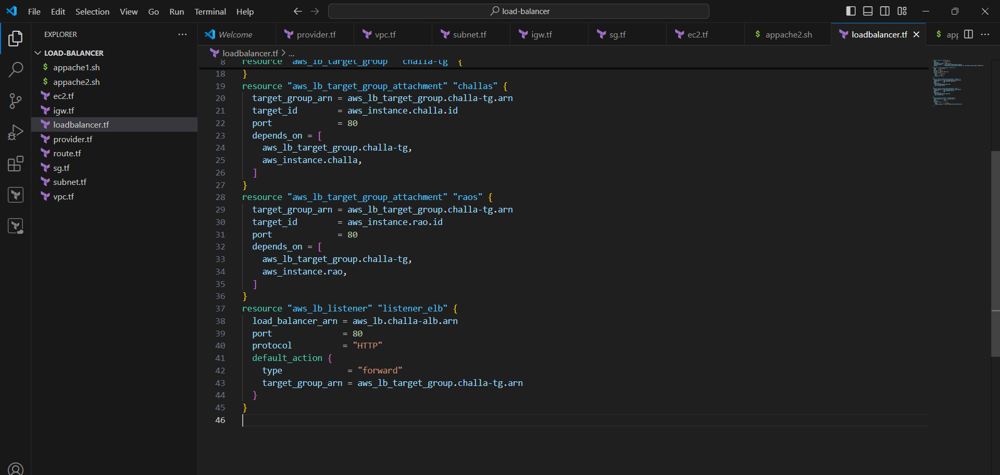 File Edit Selection View Go Run Terminal Help
load-balancer
EXPLORER
LOAD-BALANCER
appache1.sh
appache2.sh
ec2.tf
igw.tf
loadbalancer.tf
provider.tf
route.tf
sg.tf
subnet.tf
vpc.tf
Welcome provider.tf vpc.tf subnet.tf igw.tf sg.tf ec2.tf $ appache2.sh loadbalancer.tf $ app
loadbalancer.tf > ...
8 resource "aws_lb_target_group" "challa-tg" {
18 }
19 resource "aws_lb_target_group_attachment" "challas" {
20 target_group_arn = aws_lb_target_group.challa-tg.arn
21 target_id = aws_instance.challa.id
22 port = 80
23 depends_on = [
24 aws_lb_target_group.challa-tg,
25 aws_instance.challa,
26 ]
27 }
28 resource "aws_lb_target_group_attachment" "raos" {
29 target_group_arn = aws_lb_target_group.challa-tg.arn
30 target_id = aws_instance.rao.id
31 port = 80
32 depends_on = [
33 aws_lb_target_group.challa-tg,
34 aws_instance.rao,
35 ]
36 }
37 resource "aws_lb_listener" "listener_elb" {
38 load_balancer_arn = aws_lb.challa-alb.arn
39 port = 80
40 protocol = "HTTP"
41 default_action {
42 type = "forward"
43 target_group_arn = aws_lb_target_group.challa-tg.arn
44 }
45 }
46